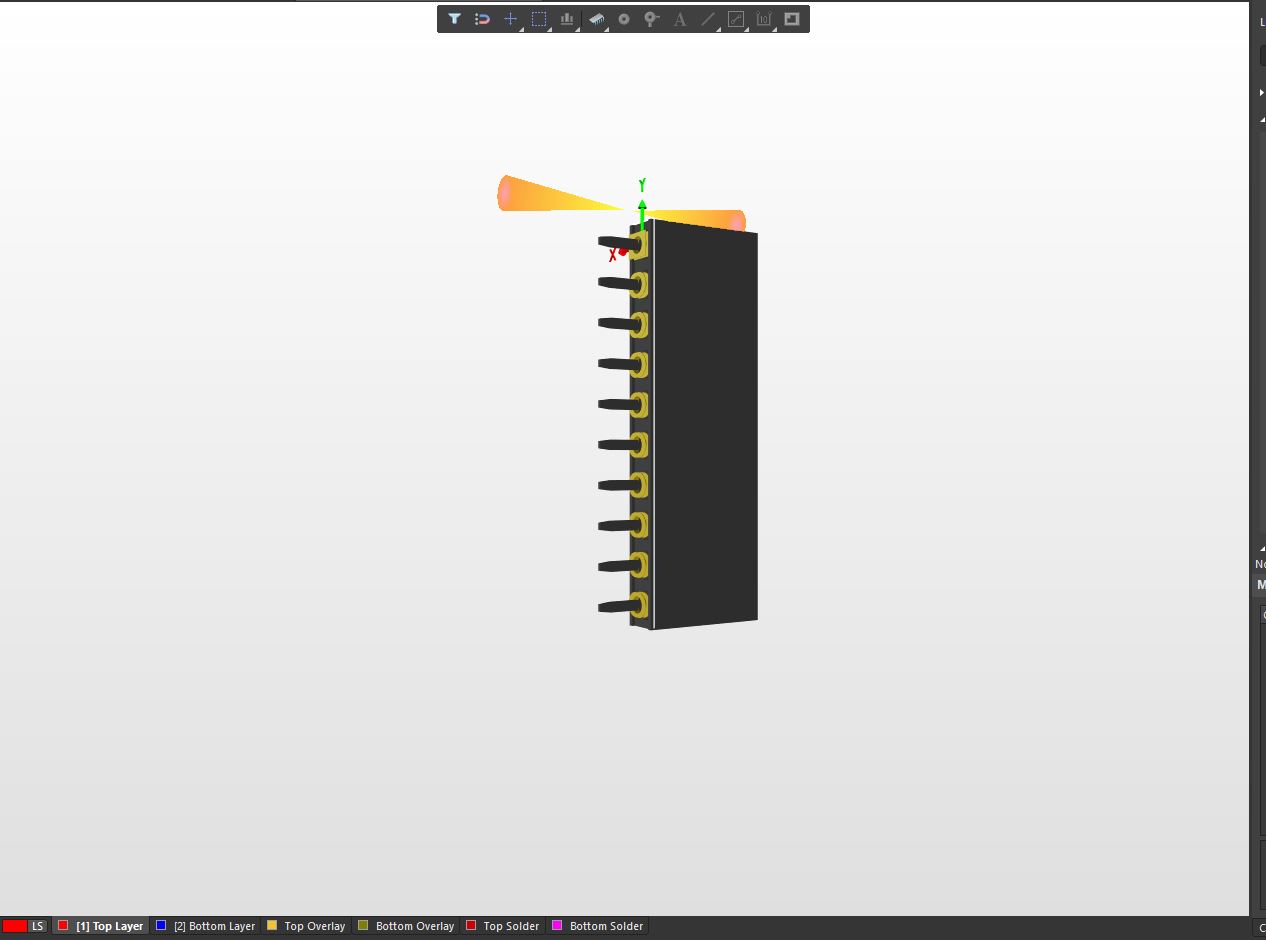 A
Y
X
LS
[1] Top Layer
[2] Bottom Layer
Top Overlay
Bottom Overlay
Top Solder
Bottom Solder